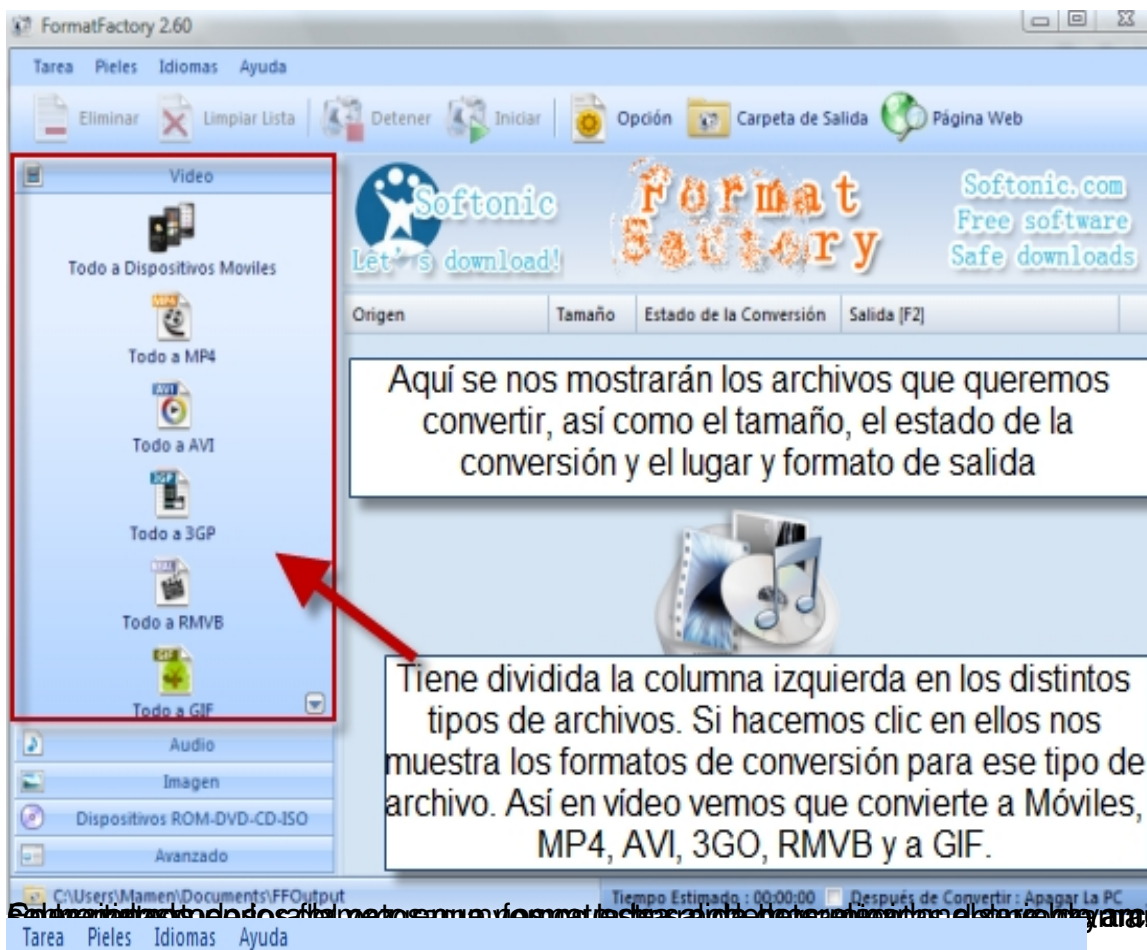 FormatFactory 2.60
Tarea Pieles Idiomas Ayuda
Eliminar Limpiar Lista Detener Iniciar Opción Carpeta de Salida Página Web
Video
Todo a Dispositivos Moviles
MP4
Todo a MP4
AVI
Todo a AVI
3GP
Todo a 3GP
Todo a RMVB
GIF
Todo a GIF
Audio
Imagen
Dispositivos ROM-DVD-CD-ISO
Avanzado
Softonic
Let's download!
Format
Factory
Softonic.com
Free software
Safe downloads
Origen Tamaño Estado de la Conversión Salida [F2]
Aquí se nos mostrarán los archivos que queremos
convertir, así como el tamaño, el estado de la
conversión y el lugar y formato de salida
Tiene dividida la columna izquierda en los distintos
tipos de archivos. Si hacemos clic en ellos nos
muestra los formatos de conversión para ese tipo de
archivo. Así en vídeo vemos que convierte a Móviles,
MP4, AVI, 3GO, RMVB y a GIF.
C:\Users\Mamen\Documents\FFOutput Tiempo Estimado : 00:00:00 Después de Convertir : Apagar La PC
Tarea Pieles Idiomas Ayuda